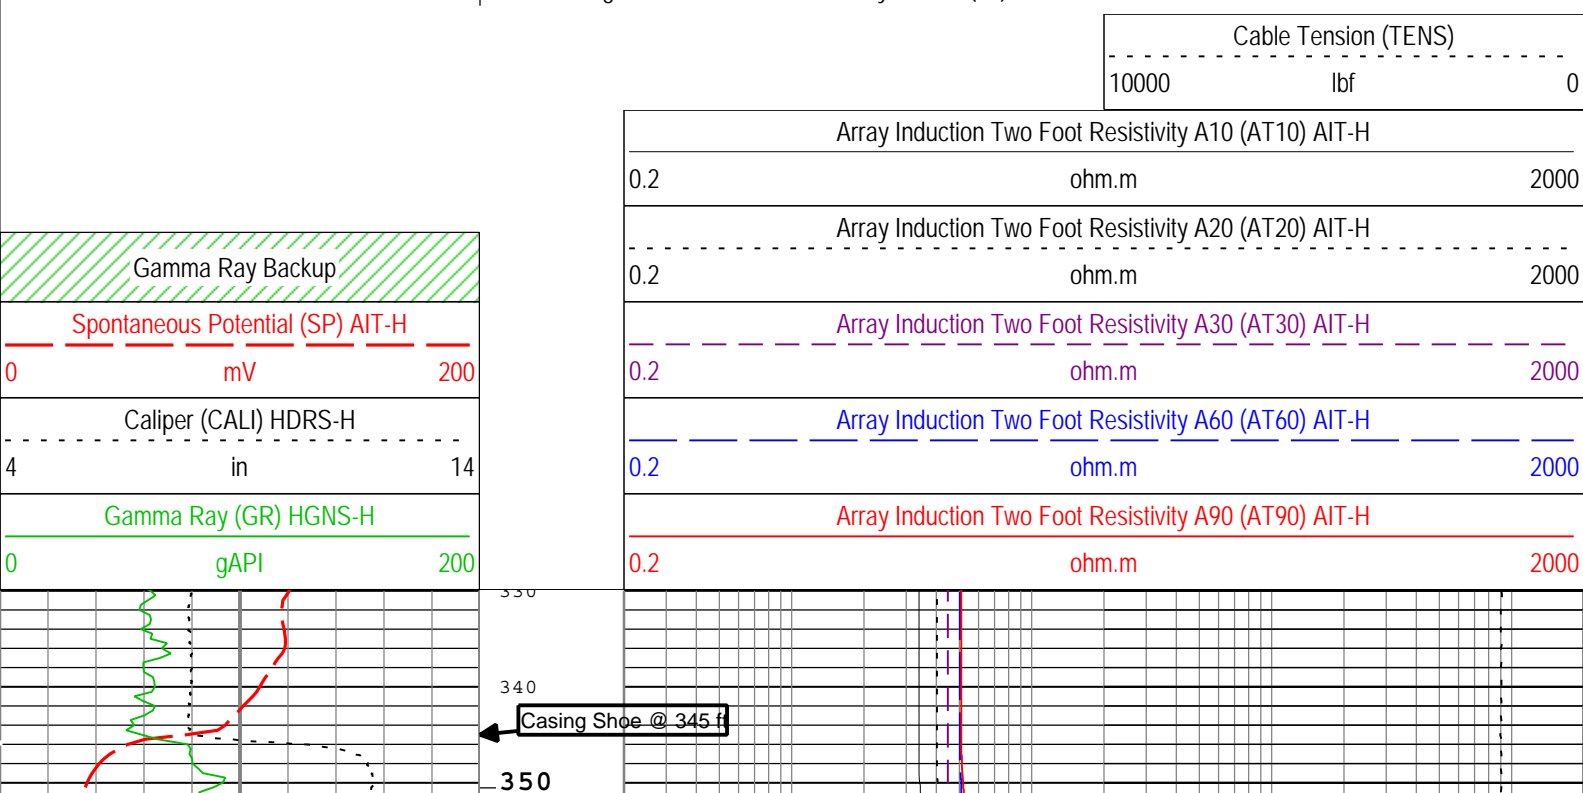 Cable Tension (TENS)
10000 lbf 0
Array Induction Two Foot Resistivity A10 (AT10) AIT-H
0.2 ohm.m 2000
Array Induction Two Foot Resistivity A20 (AT20) AIT-H
0.2 ohm.m 2000
Gamma Ray Backup
Spontaneous Potential (SP) AIT-H
0 mV 200
Array Induction Two Foot Resistivity A30 (AT30) AIT-H
0.2 ohm.m 2000
Caliper (CALI) HDRS-H
4 in 14
Array Induction Two Foot Resistivity A60 (AT60) AIT-H
0.2 ohm.m 2000
Gamma Ray (GR) HGNS-H
0 gAPI 200
Array Induction Two Foot Resistivity A90 (AT90) AIT-H
0.2 ohm.m 2000
330
340
Casing Shoe @ 345 ft
350